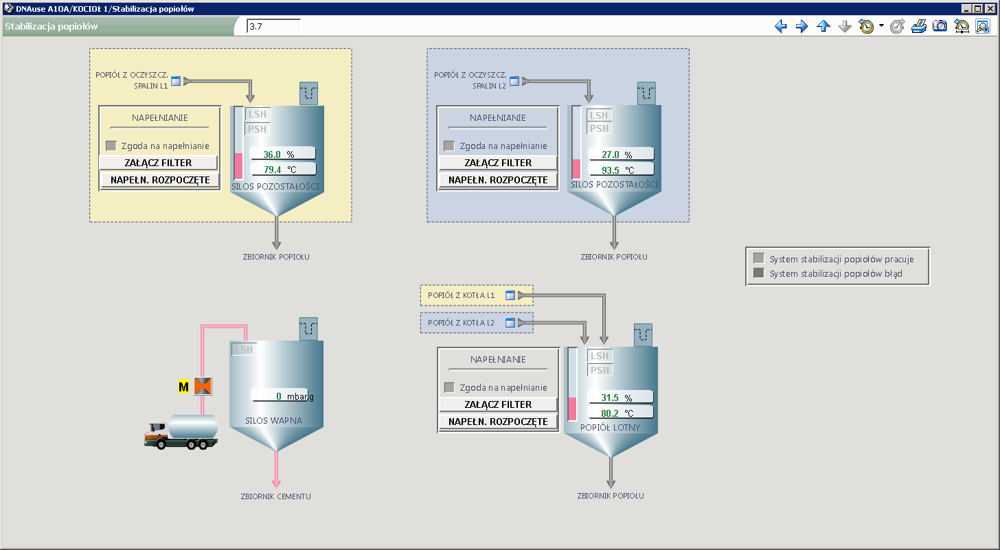 DNAuse A1OA/KOCIOŁ 1/Stabilizacja popiołów
Stabilizacja popiołów
3.7
POPIÓŁ Z OCZYSZCZ.
SPALIN L1
NAPEŁNIANIE
Zgoda na napełnianie
ZAŁĄCZ FILTER
NAPEŁN. ROZPOCZĘTE
LSH
PSH
36.0 %
79.4 °C
SILOS POZOSTAŁOŚCI
ZBIORNIK POPIOŁU
POPIÓŁ Z OCZYSZCZ.
SPALIN L2
NAPEŁNIANIE
Zgoda na napełnianie
ZAŁĄCZ FILTER
NAPEŁN. ROZPOCZĘTE
LSH
PSH
27.0 %
93.5 °C
SILOS POZOSTAŁOŚCI
ZBIORNIK POPIOŁU
System stabilizacji popiołów pracuje
System stabilizacji popiołów błąd
LSH
M
0 mbar/g
SILOS WAPNA
ZBIORNIK CEMENTU
POPIÓŁ Z KOTŁA L1
POPIÓŁ Z KOTŁA L2
NAPEŁNIANIE
Zgoda na napełnianie
ZAŁĄCZ FILTER
NAPEŁN. ROZPOCZĘTE
LSH
PSH
31.5 %
80.2 °C
POPIÓŁ LOTNY
ZBIORNIK POPIOŁU